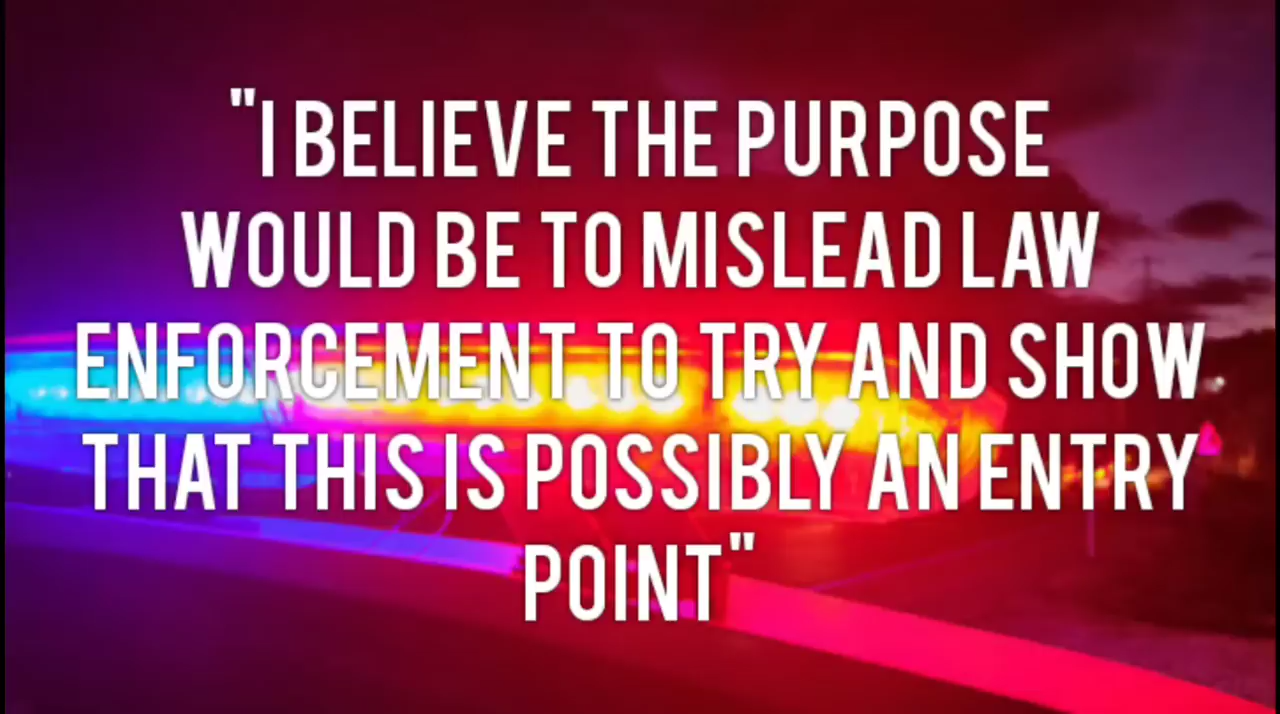 "I BELIEVE THE PURPOSE
WOULD BE TO MISLEAD LAW
ENFORCEMENT TO TRY AND SHOW
THAT THIS IS POSSIBLY AN ENTRY
POINT"